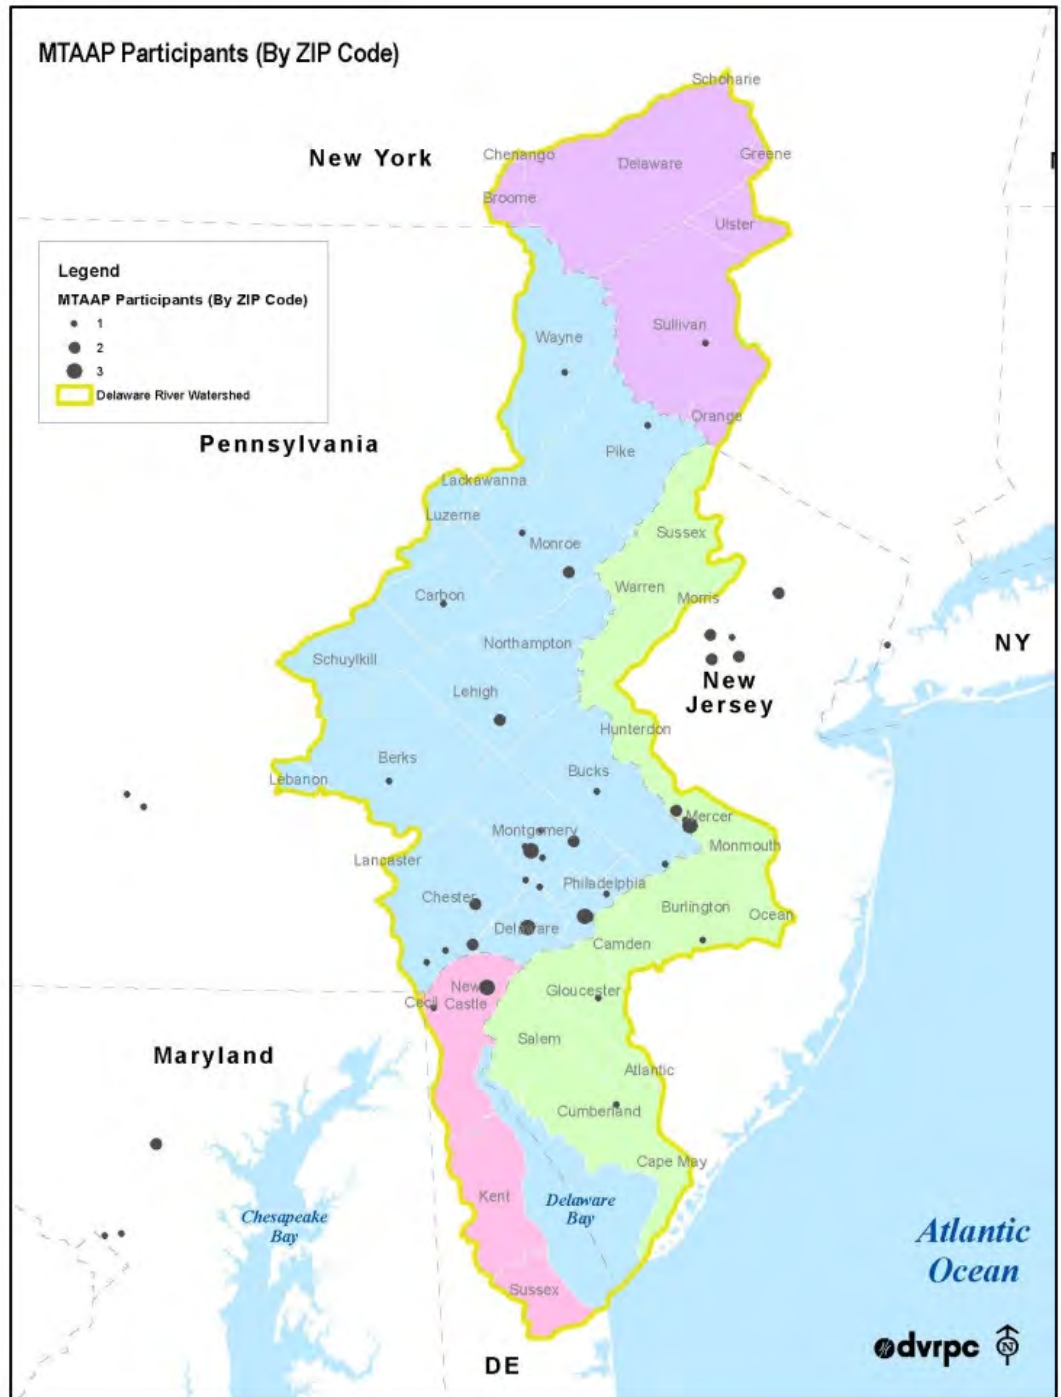 MTAAP Participants (By ZIP Code)
Schoharie
New York
Chenango
Delaware
Greene
Broome
Ulster
Legend
MTAAP Participants (By ZIP Code)
1
2
3
Delaware River Watershed
Sullivan
Wayne
Orange
Pennsylvania
Pike
Lackawanna
Luzerne
Sussex
Monroe
Warren
Carbon
Morris
Northampton
NY
Schuylkill
New
Jersey
Lehigh
Hunterdon
Berks
Bucks
Lebanon
Mercer
Montgomery
Monmouth
Lancaster
Philadelphia
Chester
Burlington
Ocean
Delaware
Camden
New
Castle
Cecil
Gloucester
Salem
Maryland
Atlantic
Cumberland
Cape May
Kent
Delaware
Bay
Chesapeake
Bay
Atlantic
Ocean
Sussex
dvrpc
N
DE